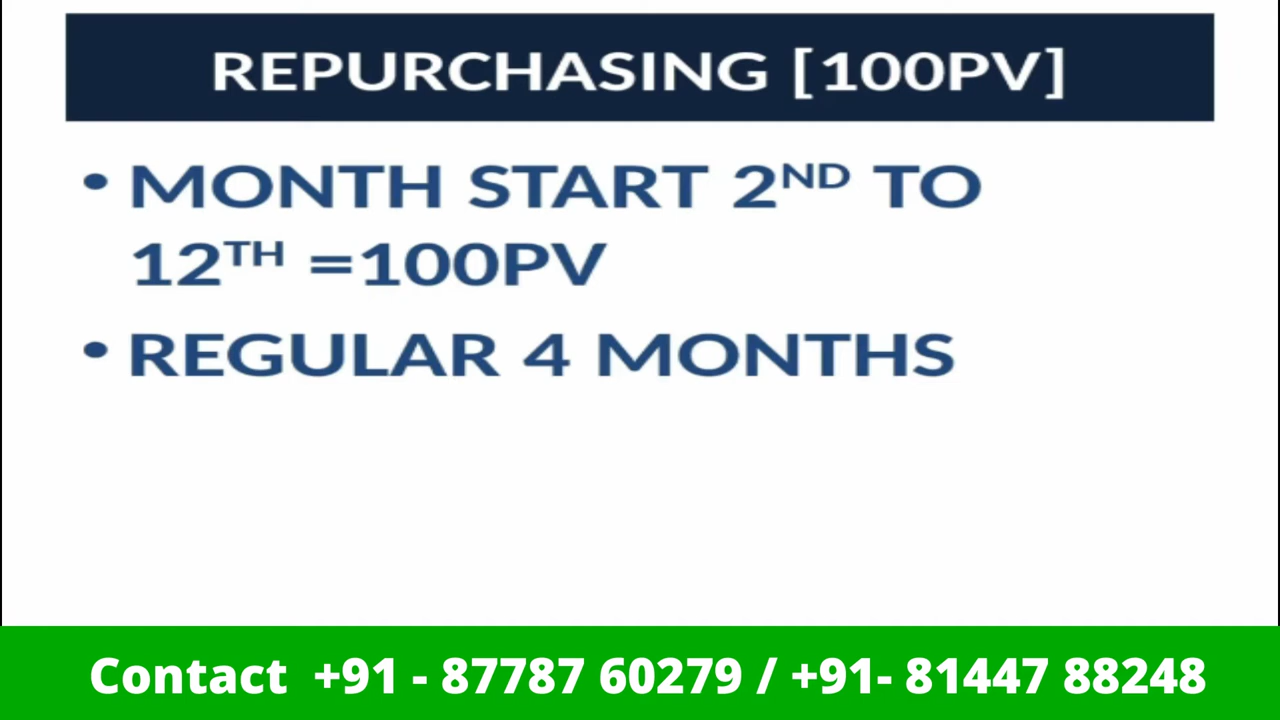 REPURCHASING [100PV]
• MONTH START 2ND TO
12TH =100PV
• REGULAR 4 MONTHS
Contact +91 - 87787 60279 / +91- 81447 88248